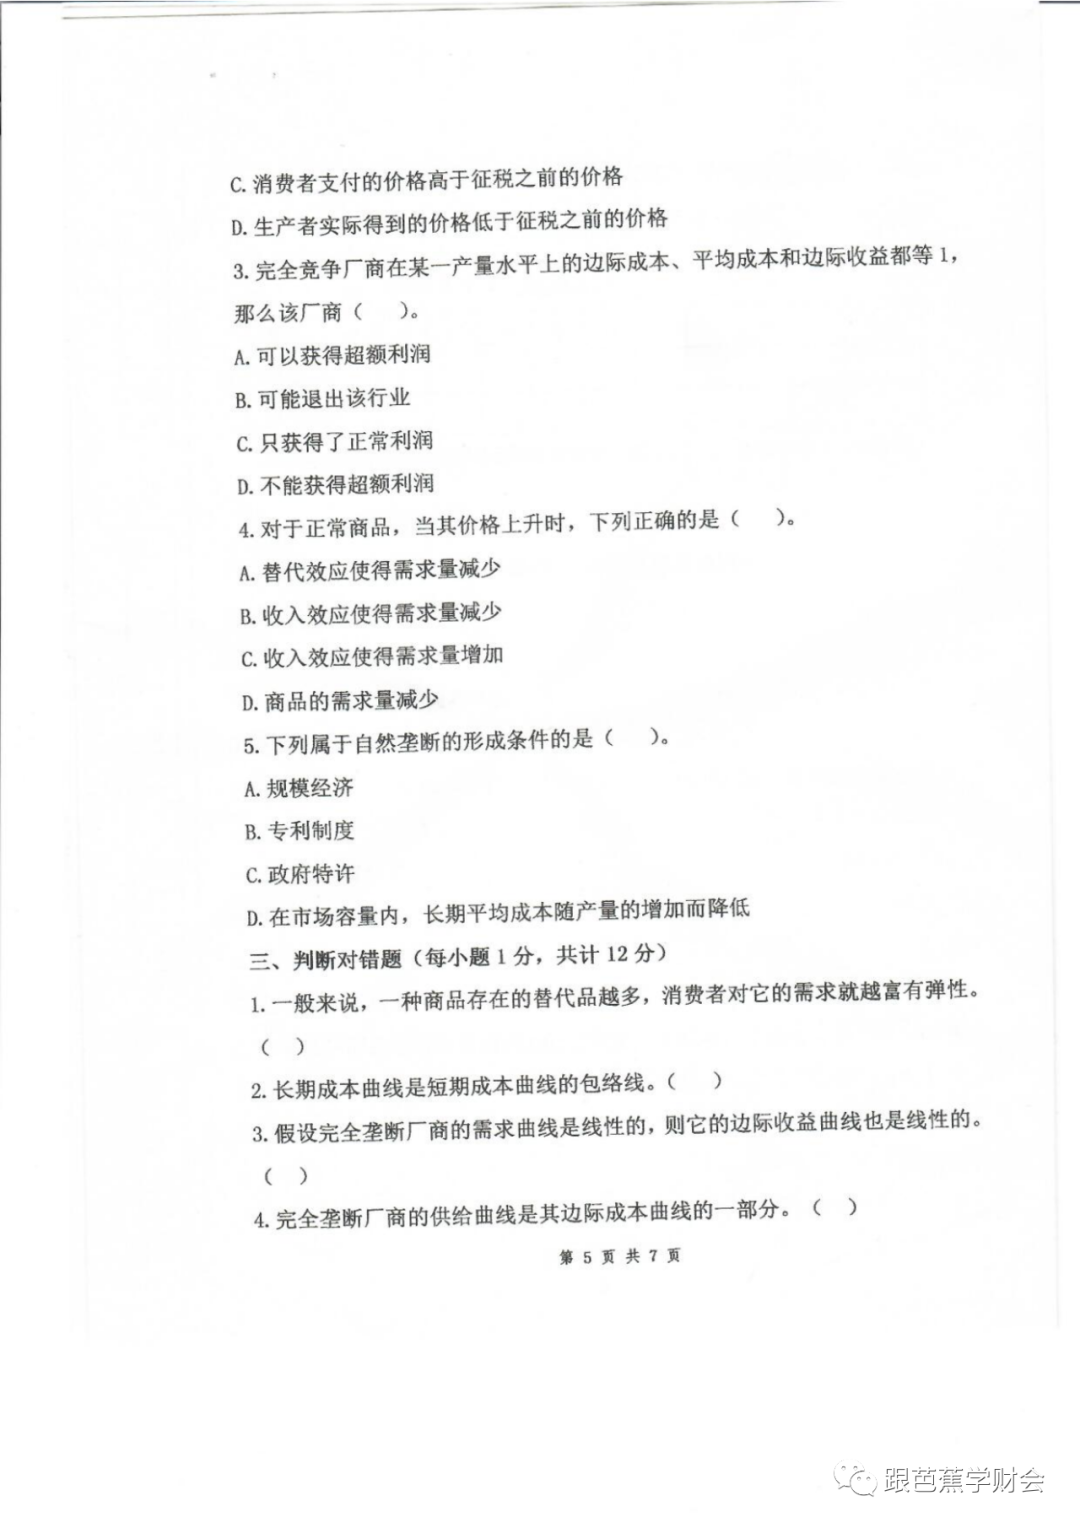 C. 消费者支付的价格高于征税之前的价格
D. 生产者实际得到的价格低于征税之前的价格
3. 完全竞争厂商在某一产量水平上的边际成本、平均成本和边际收益都等 1，
那么该厂商（    ）。
A. 可以获得超额利润
B. 可能退出该行业
C. 只获得了正常利润
D. 不能获得超额利润
4. 对于正常商品，当其价格上升时，下列正确的是（    ）。
A. 替代效应使得需求量减少
B. 收入效应使得需求量减少
C. 收入效应使得需求量增加
D. 商品的需求量减少
5. 下列属于自然垄断的形成条件的是（    ）。
A. 规模经济
B. 专利制度
C. 政府特许
D. 在市场容量内，长期平均成本随产量的增加而降低
三、判断对错题（每小题 1 分，共计 12 分）
1. 一般来说，一种商品存在的替代品越多，消费者对它的需求就越富有弹性。
（    ）
2. 长期成本曲线是短期成本曲线的包络线。（    ）
3. 假设完全垄断厂商的需求曲线是线性的，则它的边际收益曲线也是线性的。
（    ）
4. 完全垄断厂商的供给曲线是其边际成本曲线的一部分。（    ）
第 5 页 共 7 页
跟芭蕉学财会